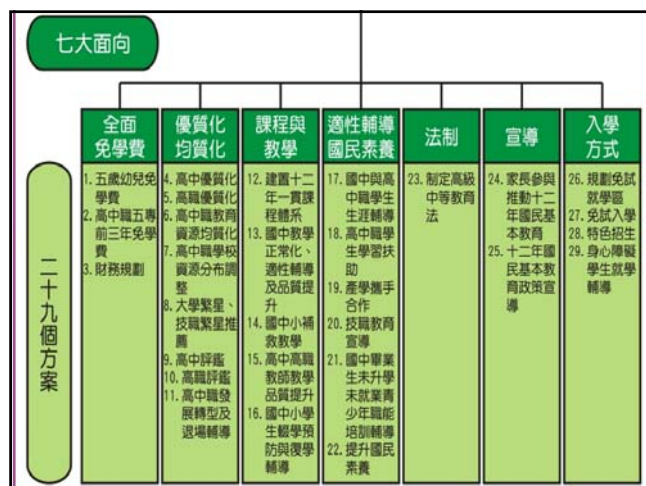 七大面向
全面
免學費
優質化
均質化
課程與
教學
適性輔導
國民素養
法制
宣導
入學
方式
二十九個方案
1. 五歲幼兒免
學費
2. 高中職五專
前三年免學
費
3. 財務規劃
4. 高中優質化
5. 高職優質化
6. 高中職教育
資源均質化
7. 高中職學校
資源分布調
整
8. 大學繁星、
技職繁星推
薦
9. 高中評鑑
10. 高職評鑑
11. 高中職發
展轉型及
退場輔導
12. 建置十二
年一貫課
程體系
13. 國中教學
正常化、
適性輔導
及品質提
升
14. 國中小補
救教學
15. 高中高職
教師教學
品質提升
16. 國中小學
生輟學預
防與復學
輔導
17. 國中與高
中職學生
生涯輔導
18. 高中職學
生學習扶
助
19. 產學攜手
合作
20. 技職教育
宣導
21. 國中畢業
生未升學
未就業青
少年職能
培訓輔導
22. 提升國民
素養
23. 制定高級
中等教育
法
24. 家長參與
推動十二
年國民基
本教育
25. 十二年國
民基本教
育政策宣
導
26. 規劃免試
就學區
27. 免試入學
28. 特色招生
29. 身心障礙
學生就學
輔導